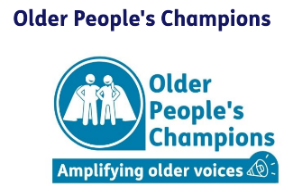 Older People's Champions
Older
People's
Champions
Amplifying older voices